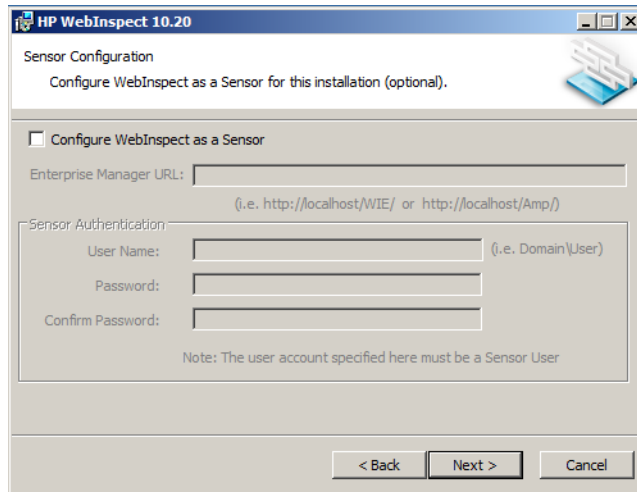 HP WebInspect 10.20
Sensor Configuration
Configure WebInspect as a Sensor for this installation (optional).
Configure WebInspect as a Sensor
Enterprise Manager URL:
(i.e. http://localhost/WIE/ or http://localhost/Amp/)
Sensor Authentication
User Name:
(i.e. Domain\User)
Password:
Confirm Password:
Note: The user account specified here must be a Sensor User
< Back
Next >
Cancel